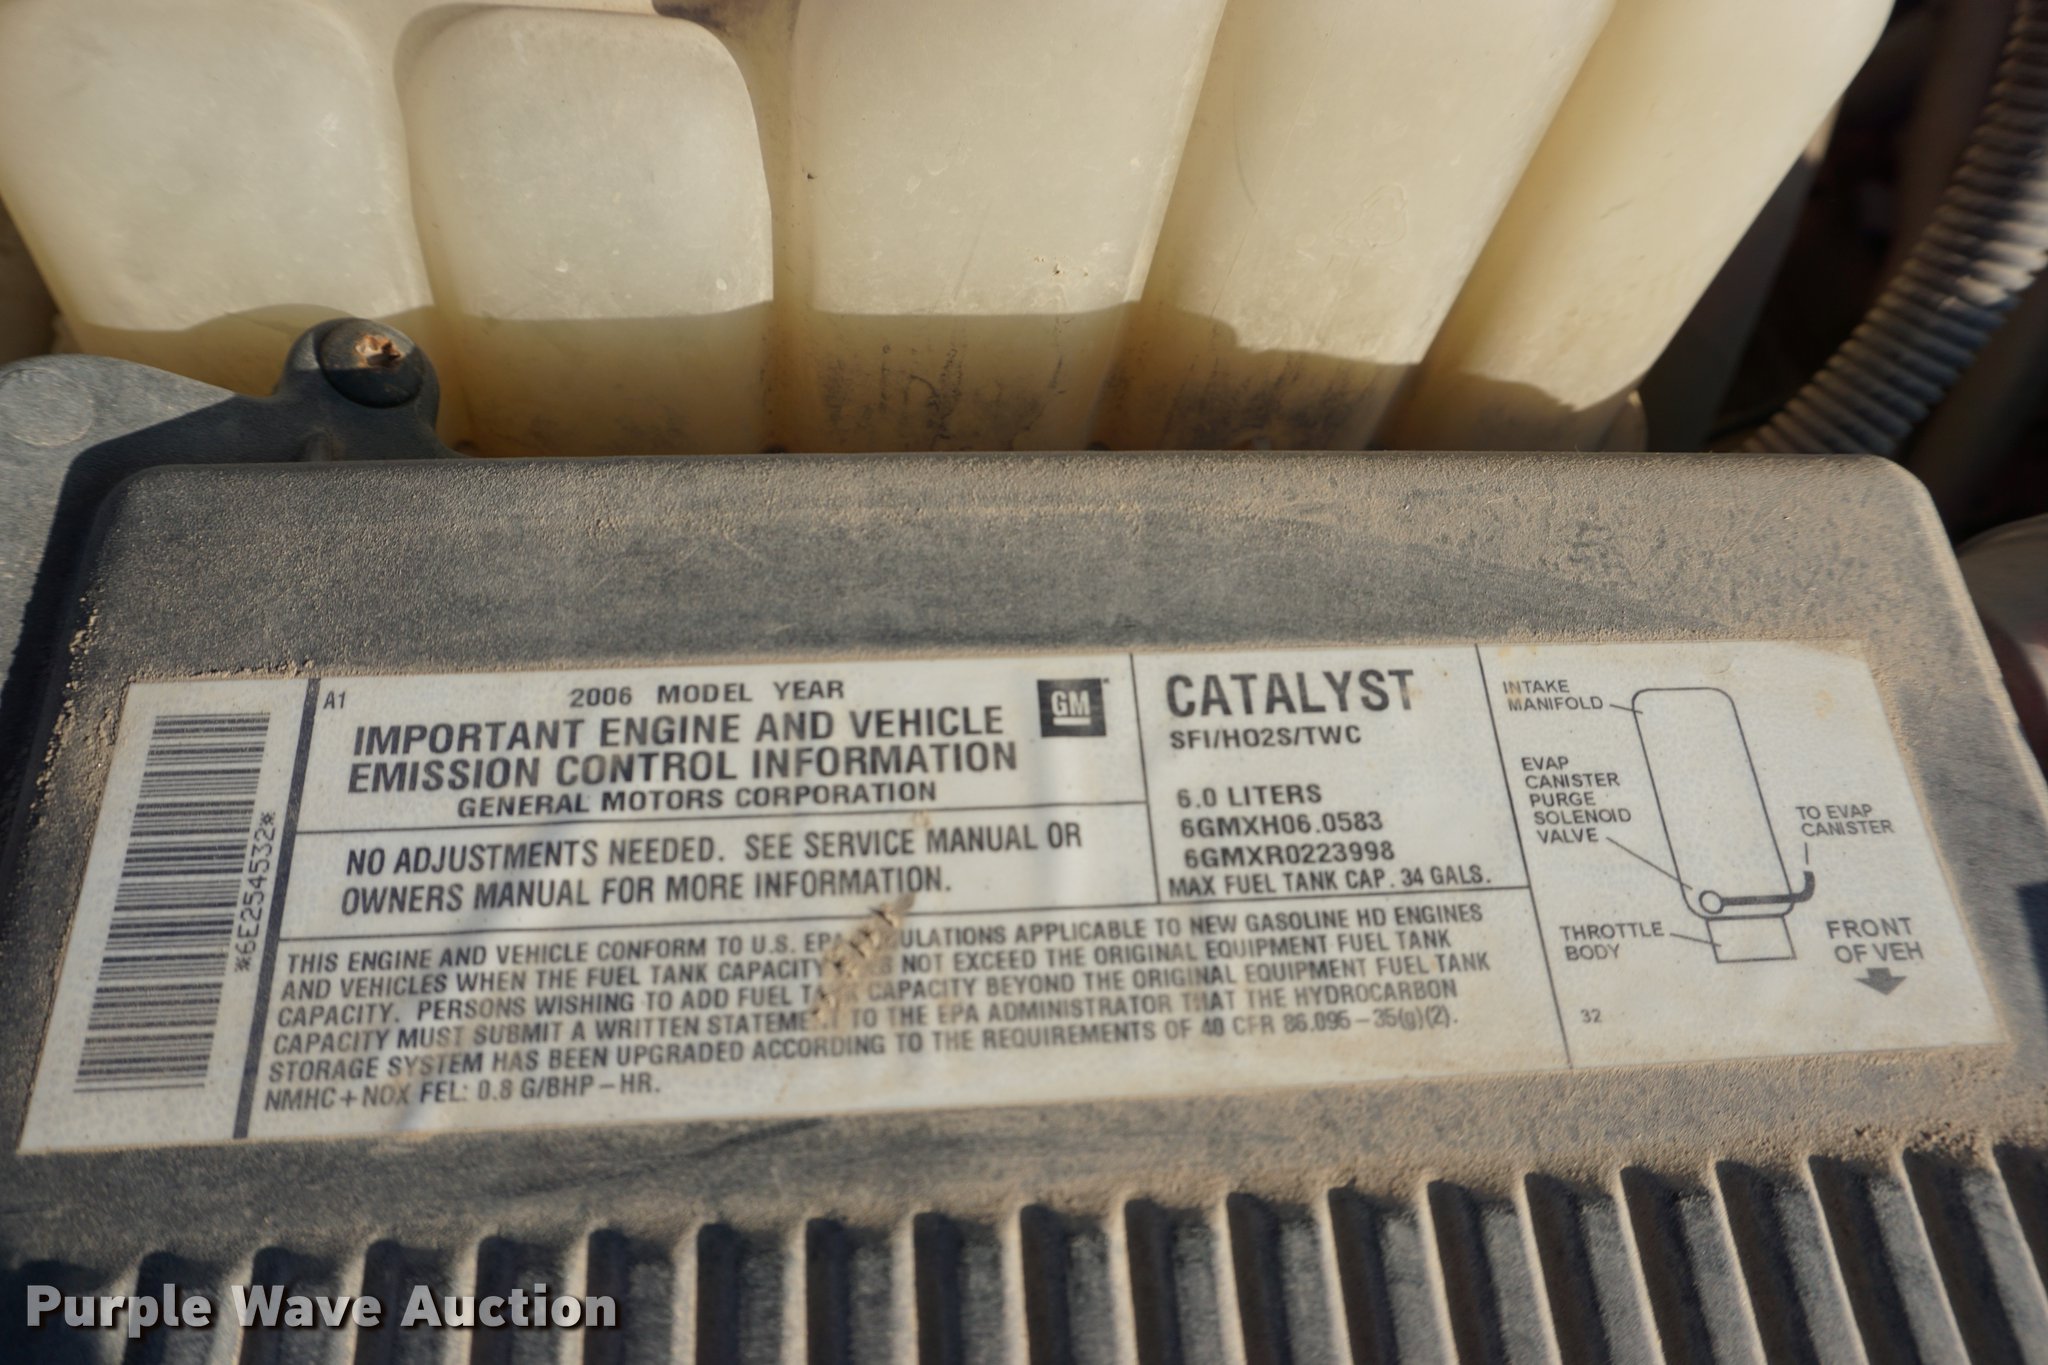 *6E254532*
A1
2006 MODEL YEAR
IMPORTANT ENGINE AND VEHICLE
EMISSION CONTROL INFORMATION
GENERAL MOTORS CORPORATION
GM
NO ADJUSTMENTS NEEDED. SEE SERVICE MANUAL OR
OWNERS MANUAL FOR MORE INFORMATION.
CATALYST
SFI/HO2S/TWC
6.0 LITERS
6GMXH06.0583
6GMXR0223998
MAX FUEL TANK CAP. 34 GALS.
THIS ENGINE AND VEHICLE CONFORM TO U.S. EPA APPLICABLE TO NEW GASOLINE HD ENGINES
AND VEHICLES WHEN THE FUEL TANK CAPACITY NOT EXCEED THE ORIGINAL EQUIPMENT FUEL TANK
CAPACITY. PERSONS WISHING TO ADD FUEL TANK CAPACITY BEYOND THE ORIGINAL EQUIPMENT FUEL TANK
CAPACITY MUST SUBMIT A WRITTEN STATEMENT TO THE EPA ADMINISTRATOR THAT THE HYDROCARBON
STORAGE SYSTEM HAS BEEN UPGRADED ACCORDING TO THE REQUIREMENTS OF 40 CFR 86.095-35(g)(2).
NMHC+NOX FEL: 0.8 G/BHP-HR.
INTAKE
MANIFOLD
EVAP
CANISTER
PURGE
SOLENOID
VALVE
TO EVAP
CANISTER
THROTTLE
BODY
FRONT
OF VEH
32
Purple Wave Auction